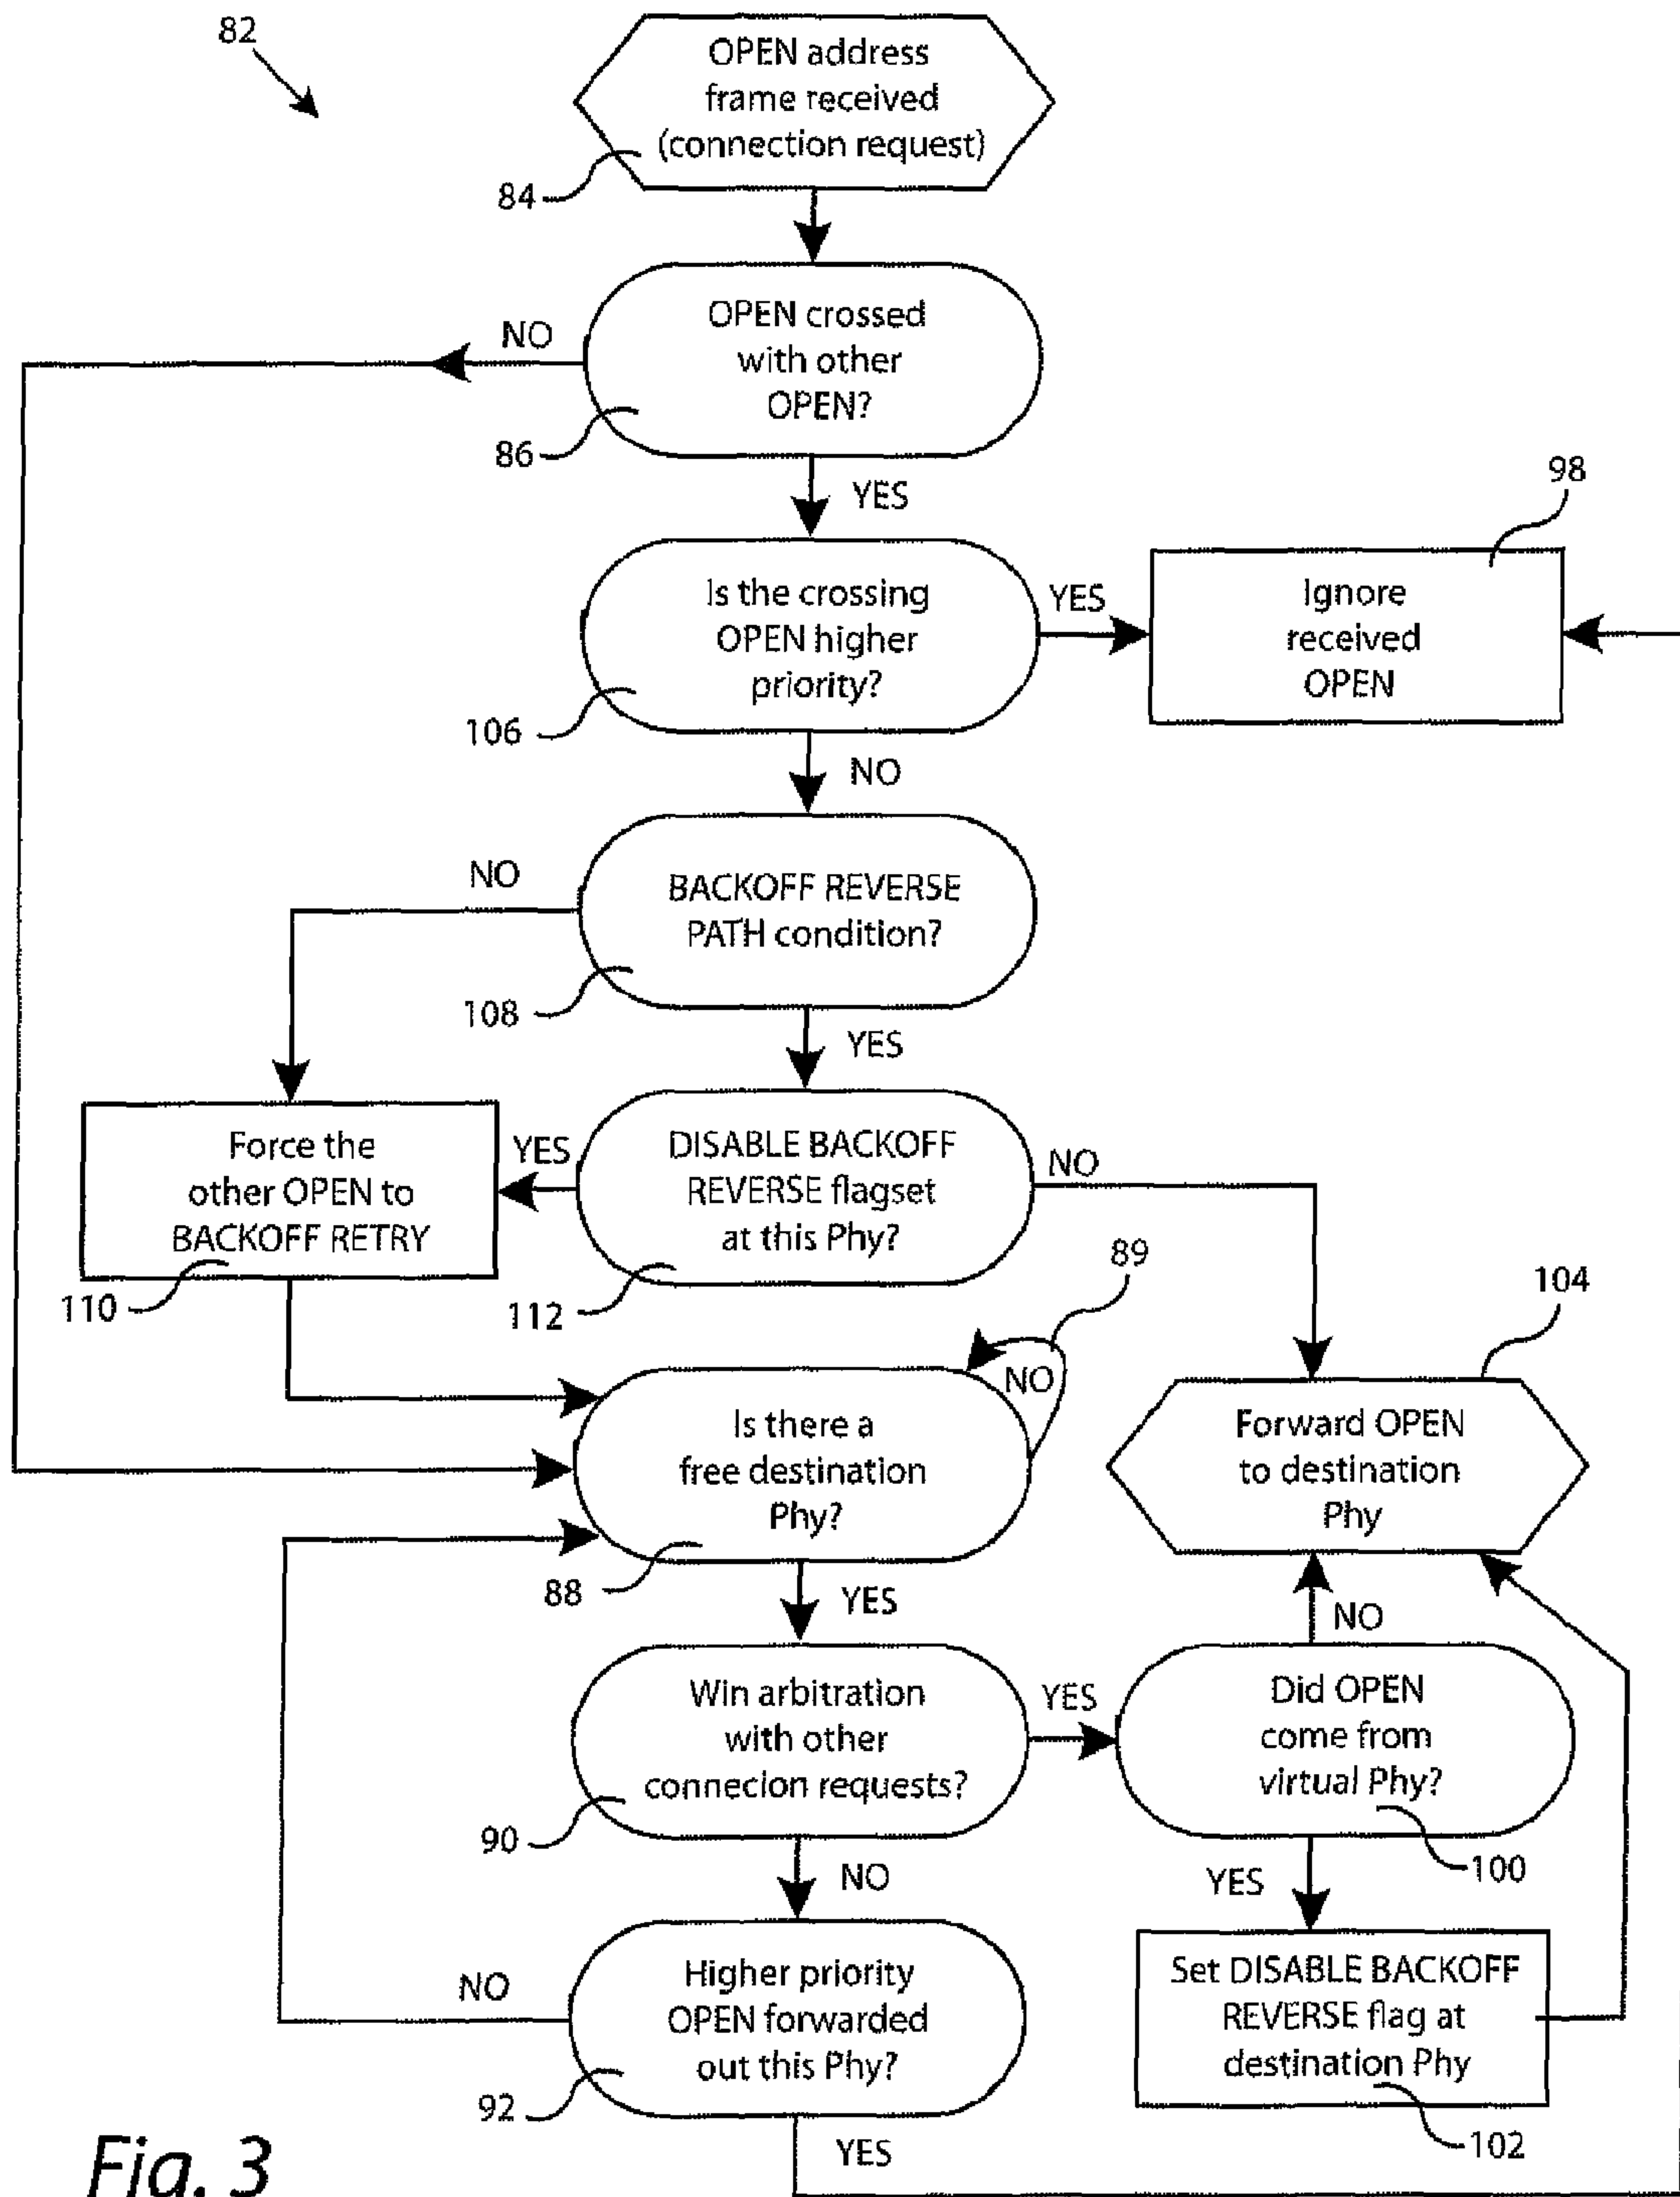 82
OPEN address
frame received
(connection request)
84
OPEN crossed
with other
OPEN?
NO
86
YES
98
Is the crossing
OPEN higher
priority?
YES
Ignore
received
OPEN
106
NO
BACKOFF REVERSE
PATH condition?
NO
108
YES
Force the
other OPEN to
BACKOFF RETRY
YES
DISABLE BACKOFF
REVERSE flagset
at this Phy?
NO
110
112
89
104
NO
Is there a
free destination
Phy?
Forward OPEN
to destination
Phy
88
YES
NO
Win arbitration
with other
connecion requests?
YES
Did OPEN
come from
virtual Phy?
90
100
NO
YES
Higher priority
OPEN forwarded
out this Phy?
NO
Set DISABLE BACKOFF
REVERSE flag at
destination Phy
92
102
YES
Fig. 3